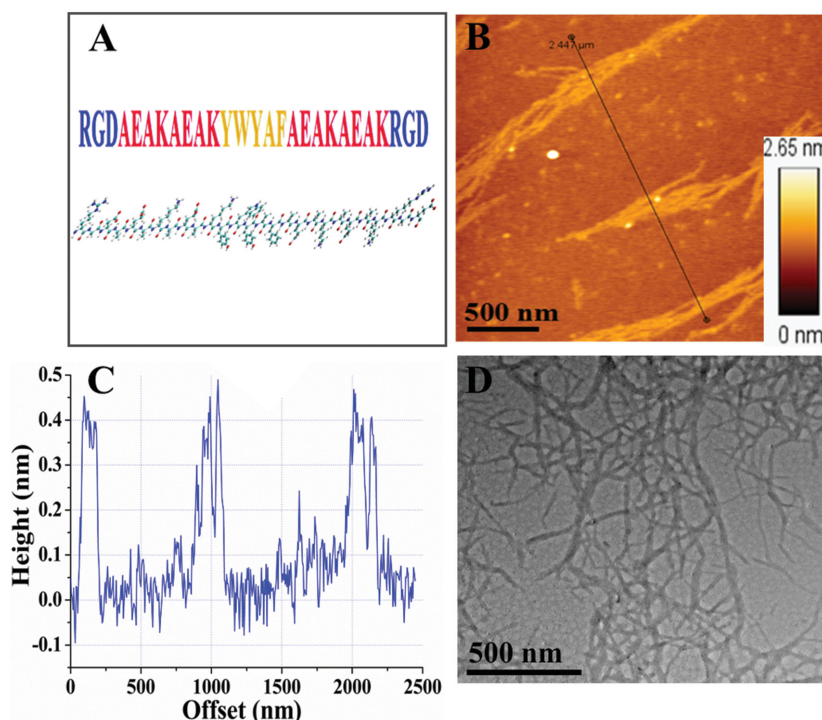 A
RGDAEAKAEAKYWYAFAEAKAEAKRGD
B
2.447 µm
2.65 nm
0 nm
500 nm
C
Height (nm)
0.5
0.4
0.3
0.2
0.1
0.0
-0.1
0 500 1000 1500 2000 2500
Offset (nm)
D
500 nm